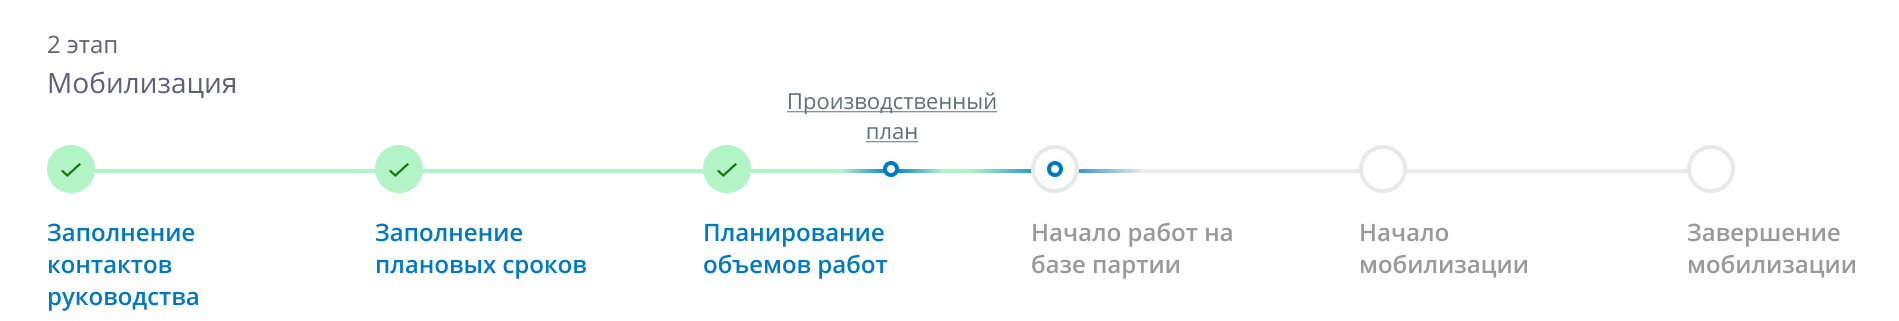 2 этап
Мобилизация
Производственный
план
Заполнение
контактов
руководства
Заполнение
плановых сроков
Планирование
объемов работ
Начало работ на
базе партии
Начало
мобилизации
Завершение
мобилизации